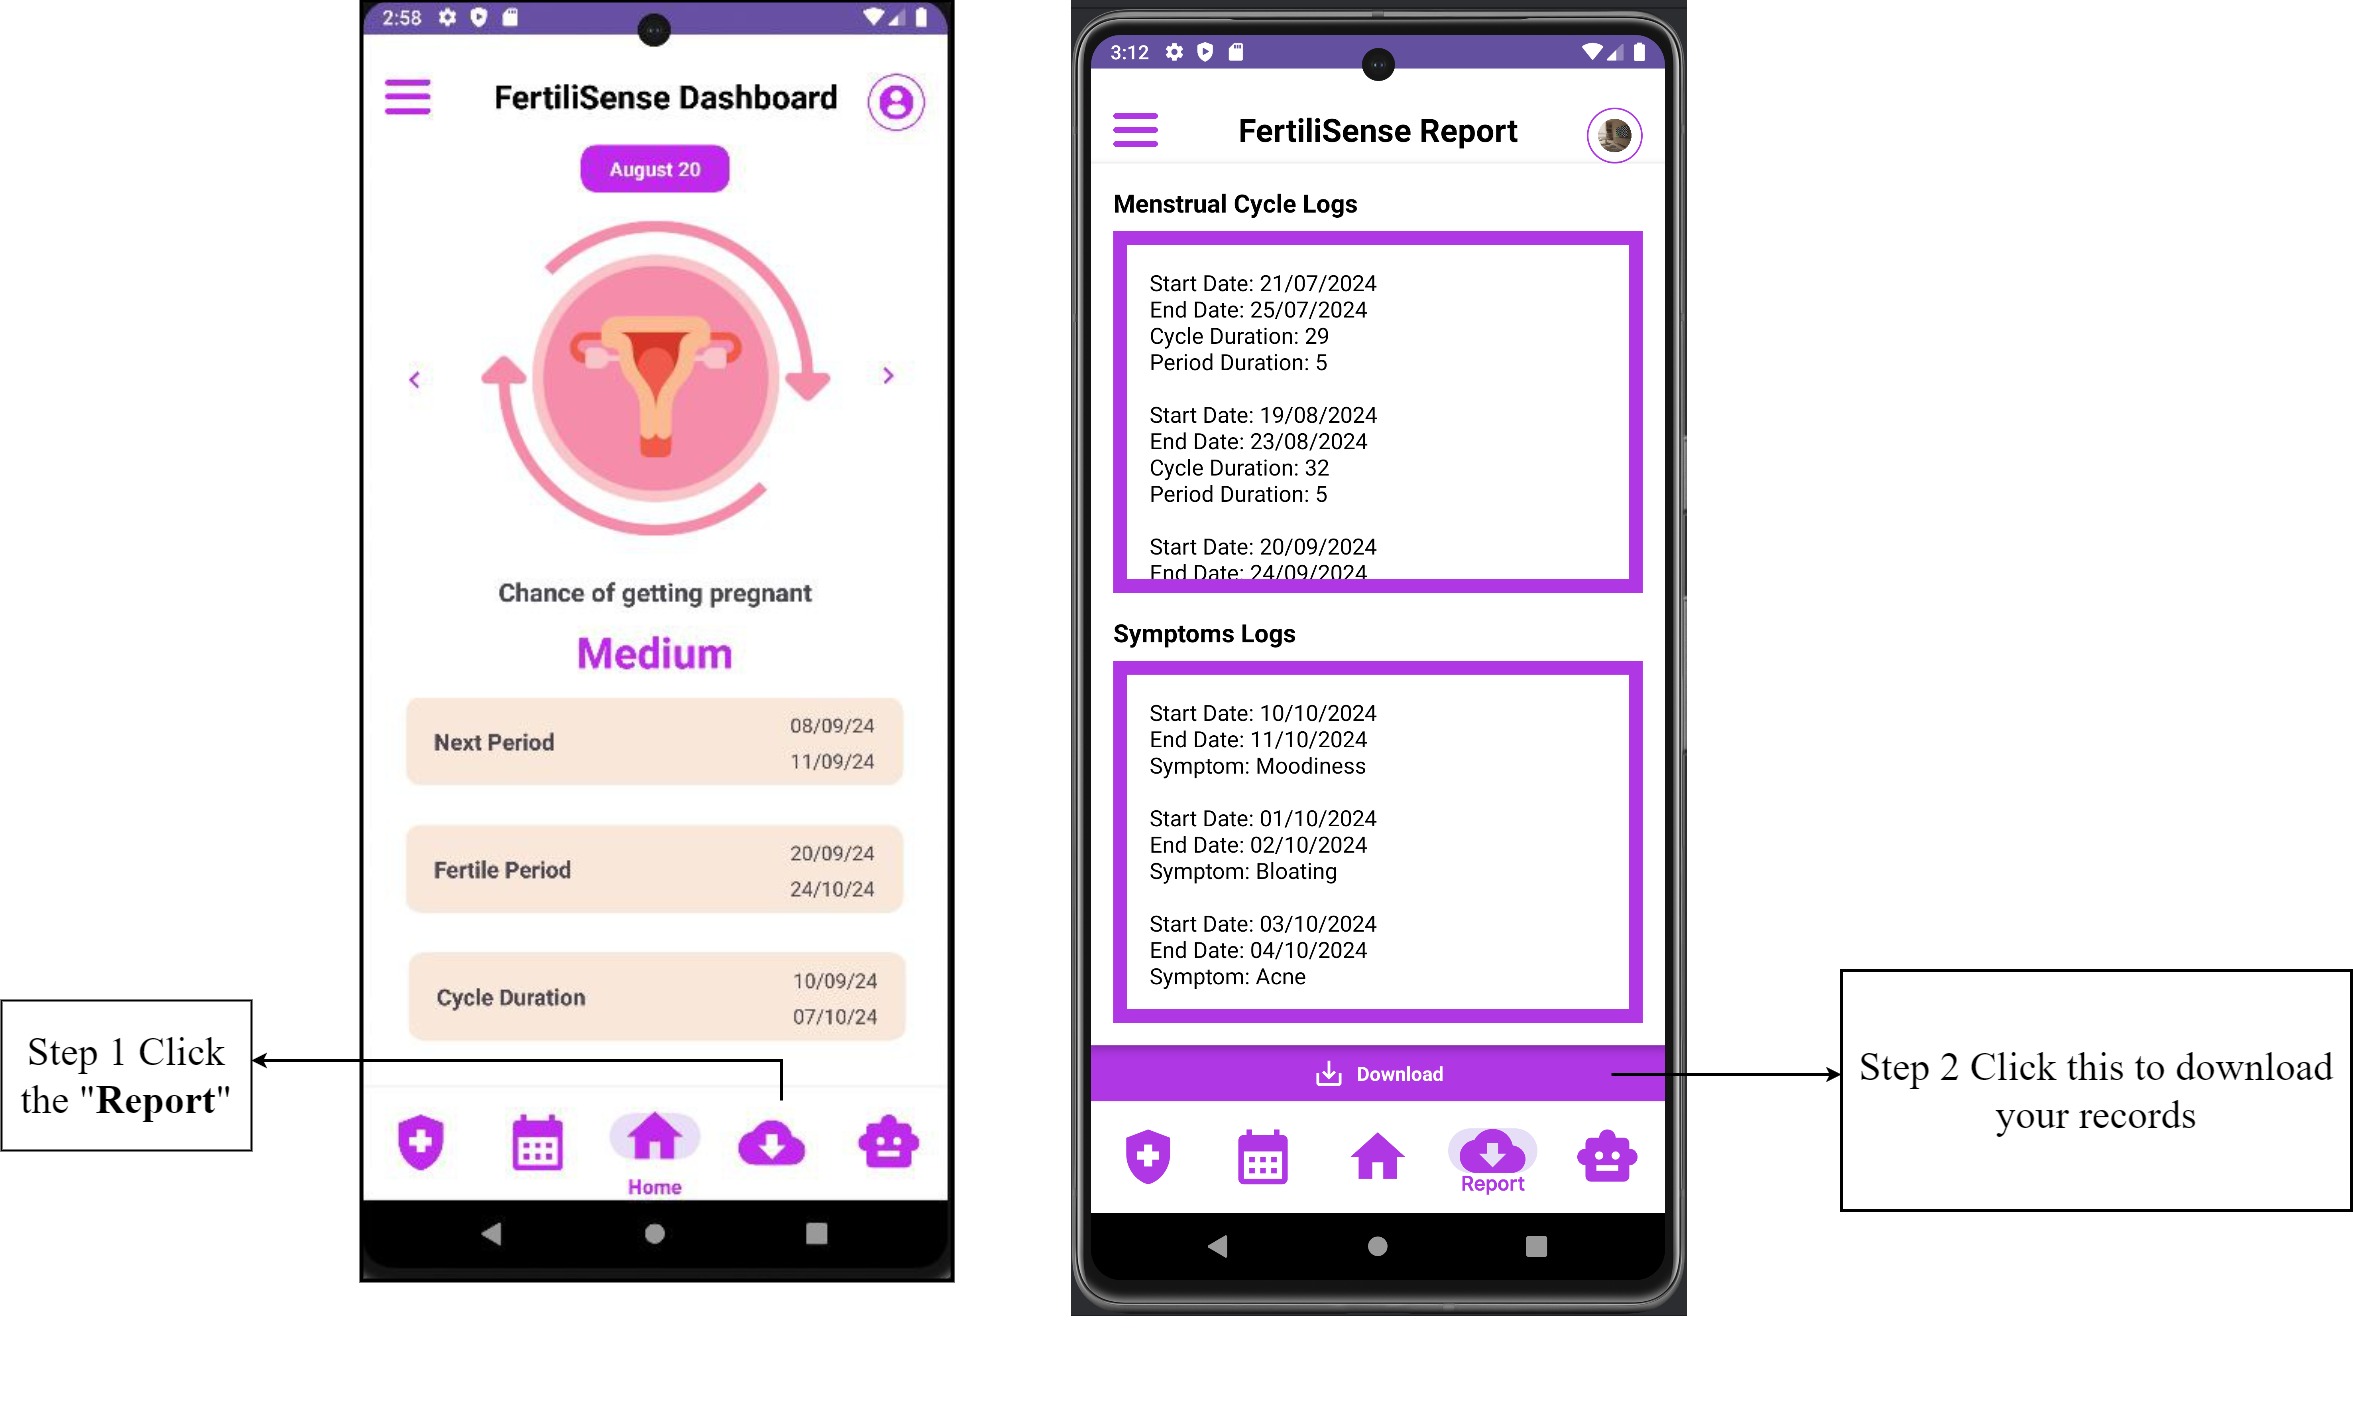 2:58
FertiliSense Dashboard
August 20
Chance of getting pregnant
Medium
Next Period
08/09/24
11/09/24
Fertile Period
20/09/24
24/10/24
Cycle Duration
10/09/24
07/10/24
Home
Step 1 Click
the "Report"
3:12
FertiliSense Report
Menstrual Cycle Logs
Start Date: 21/07/2024
End Date: 25/07/2024
Cycle Duration: 29
Period Duration: 5
Start Date: 19/08/2024
End Date: 23/08/2024
Cycle Duration: 32
Period Duration: 5
Start Date: 20/09/2024
End Date: 24/09/2024
Symptoms Logs
Start Date: 10/10/2024
End Date: 11/10/2024
Symptom: Moodiness
Start Date: 01/10/2024
End Date: 02/10/2024
Symptom: Bloating
Start Date: 03/10/2024
End Date: 04/10/2024
Symptom: Acne
Download
Report
Step 2 Click this to download
your records